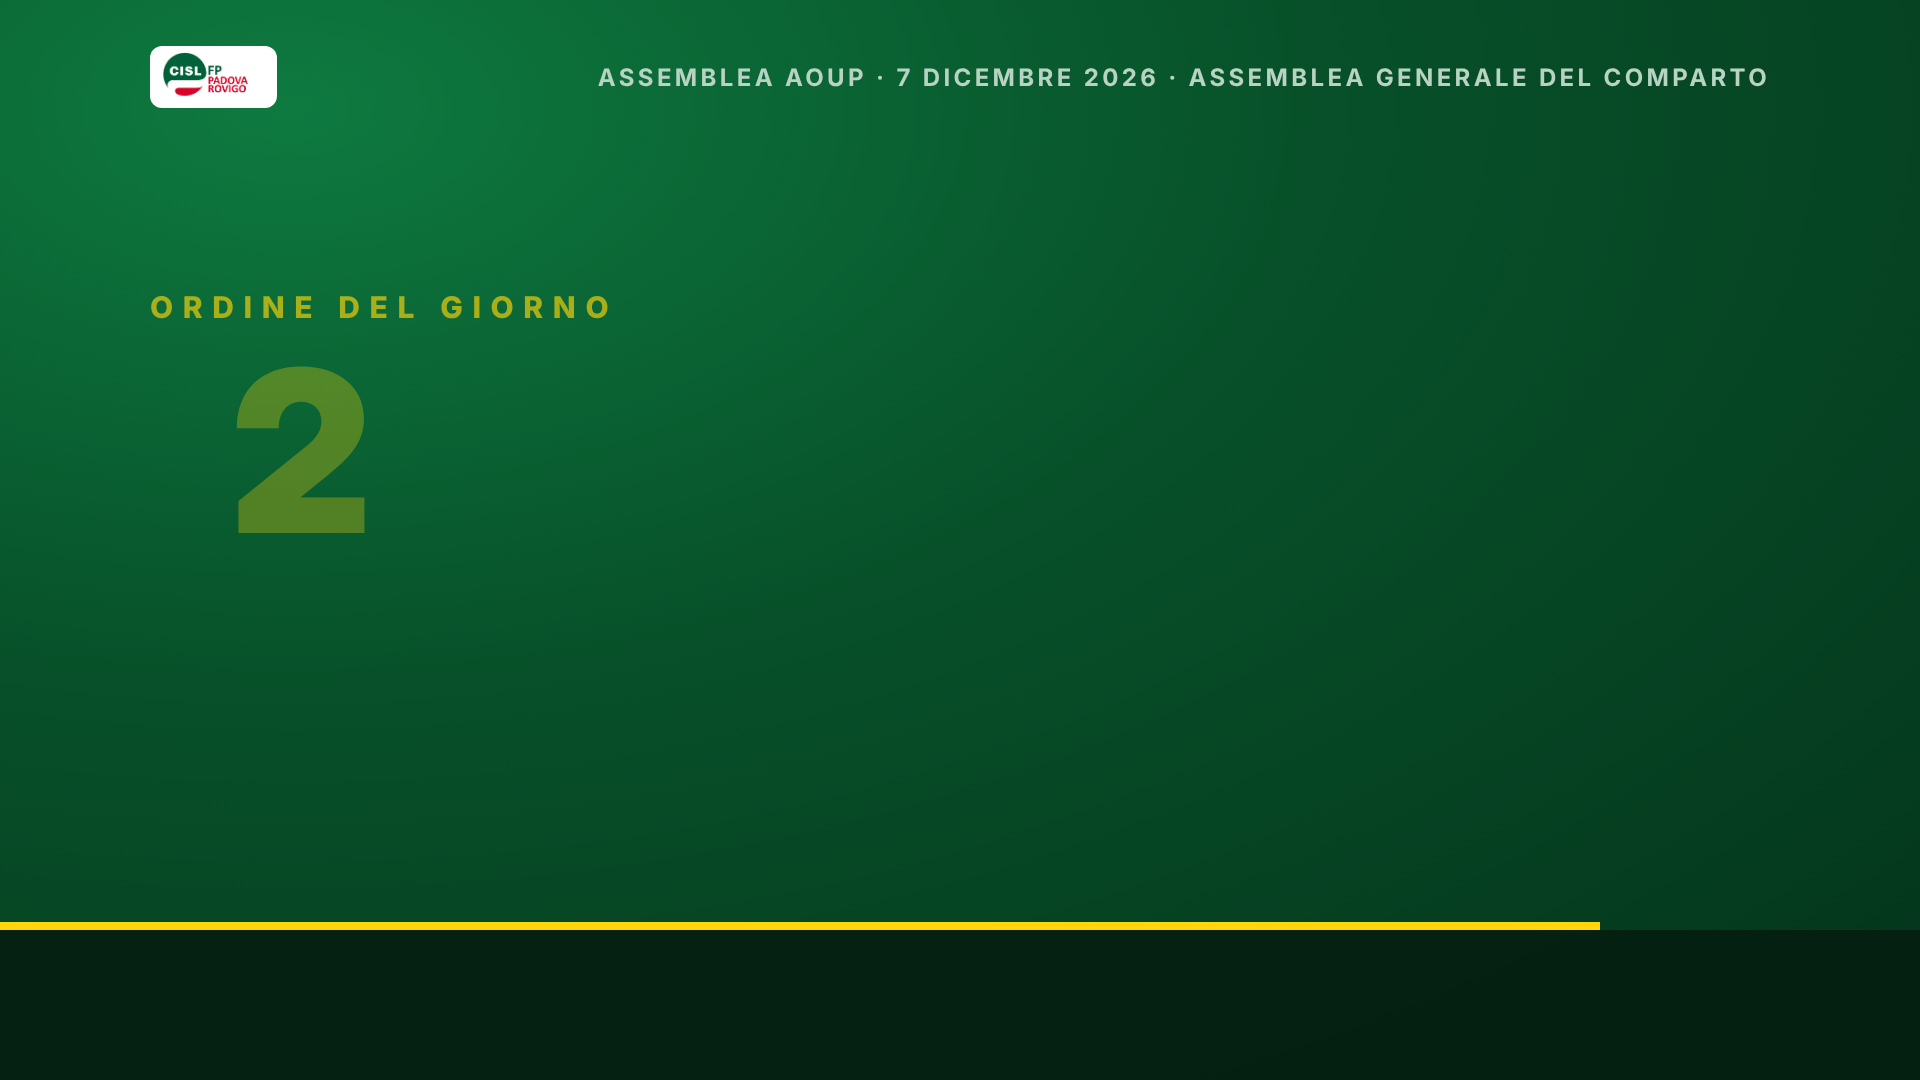 CISL FP
PADOVA
ROVIGO
ASSEMBLEA AOUP · 7 DICEMBRE 2026 · ASSEMBLEA GENERALE DEL COMPARTO
ORDINE DEL GIORNO
2